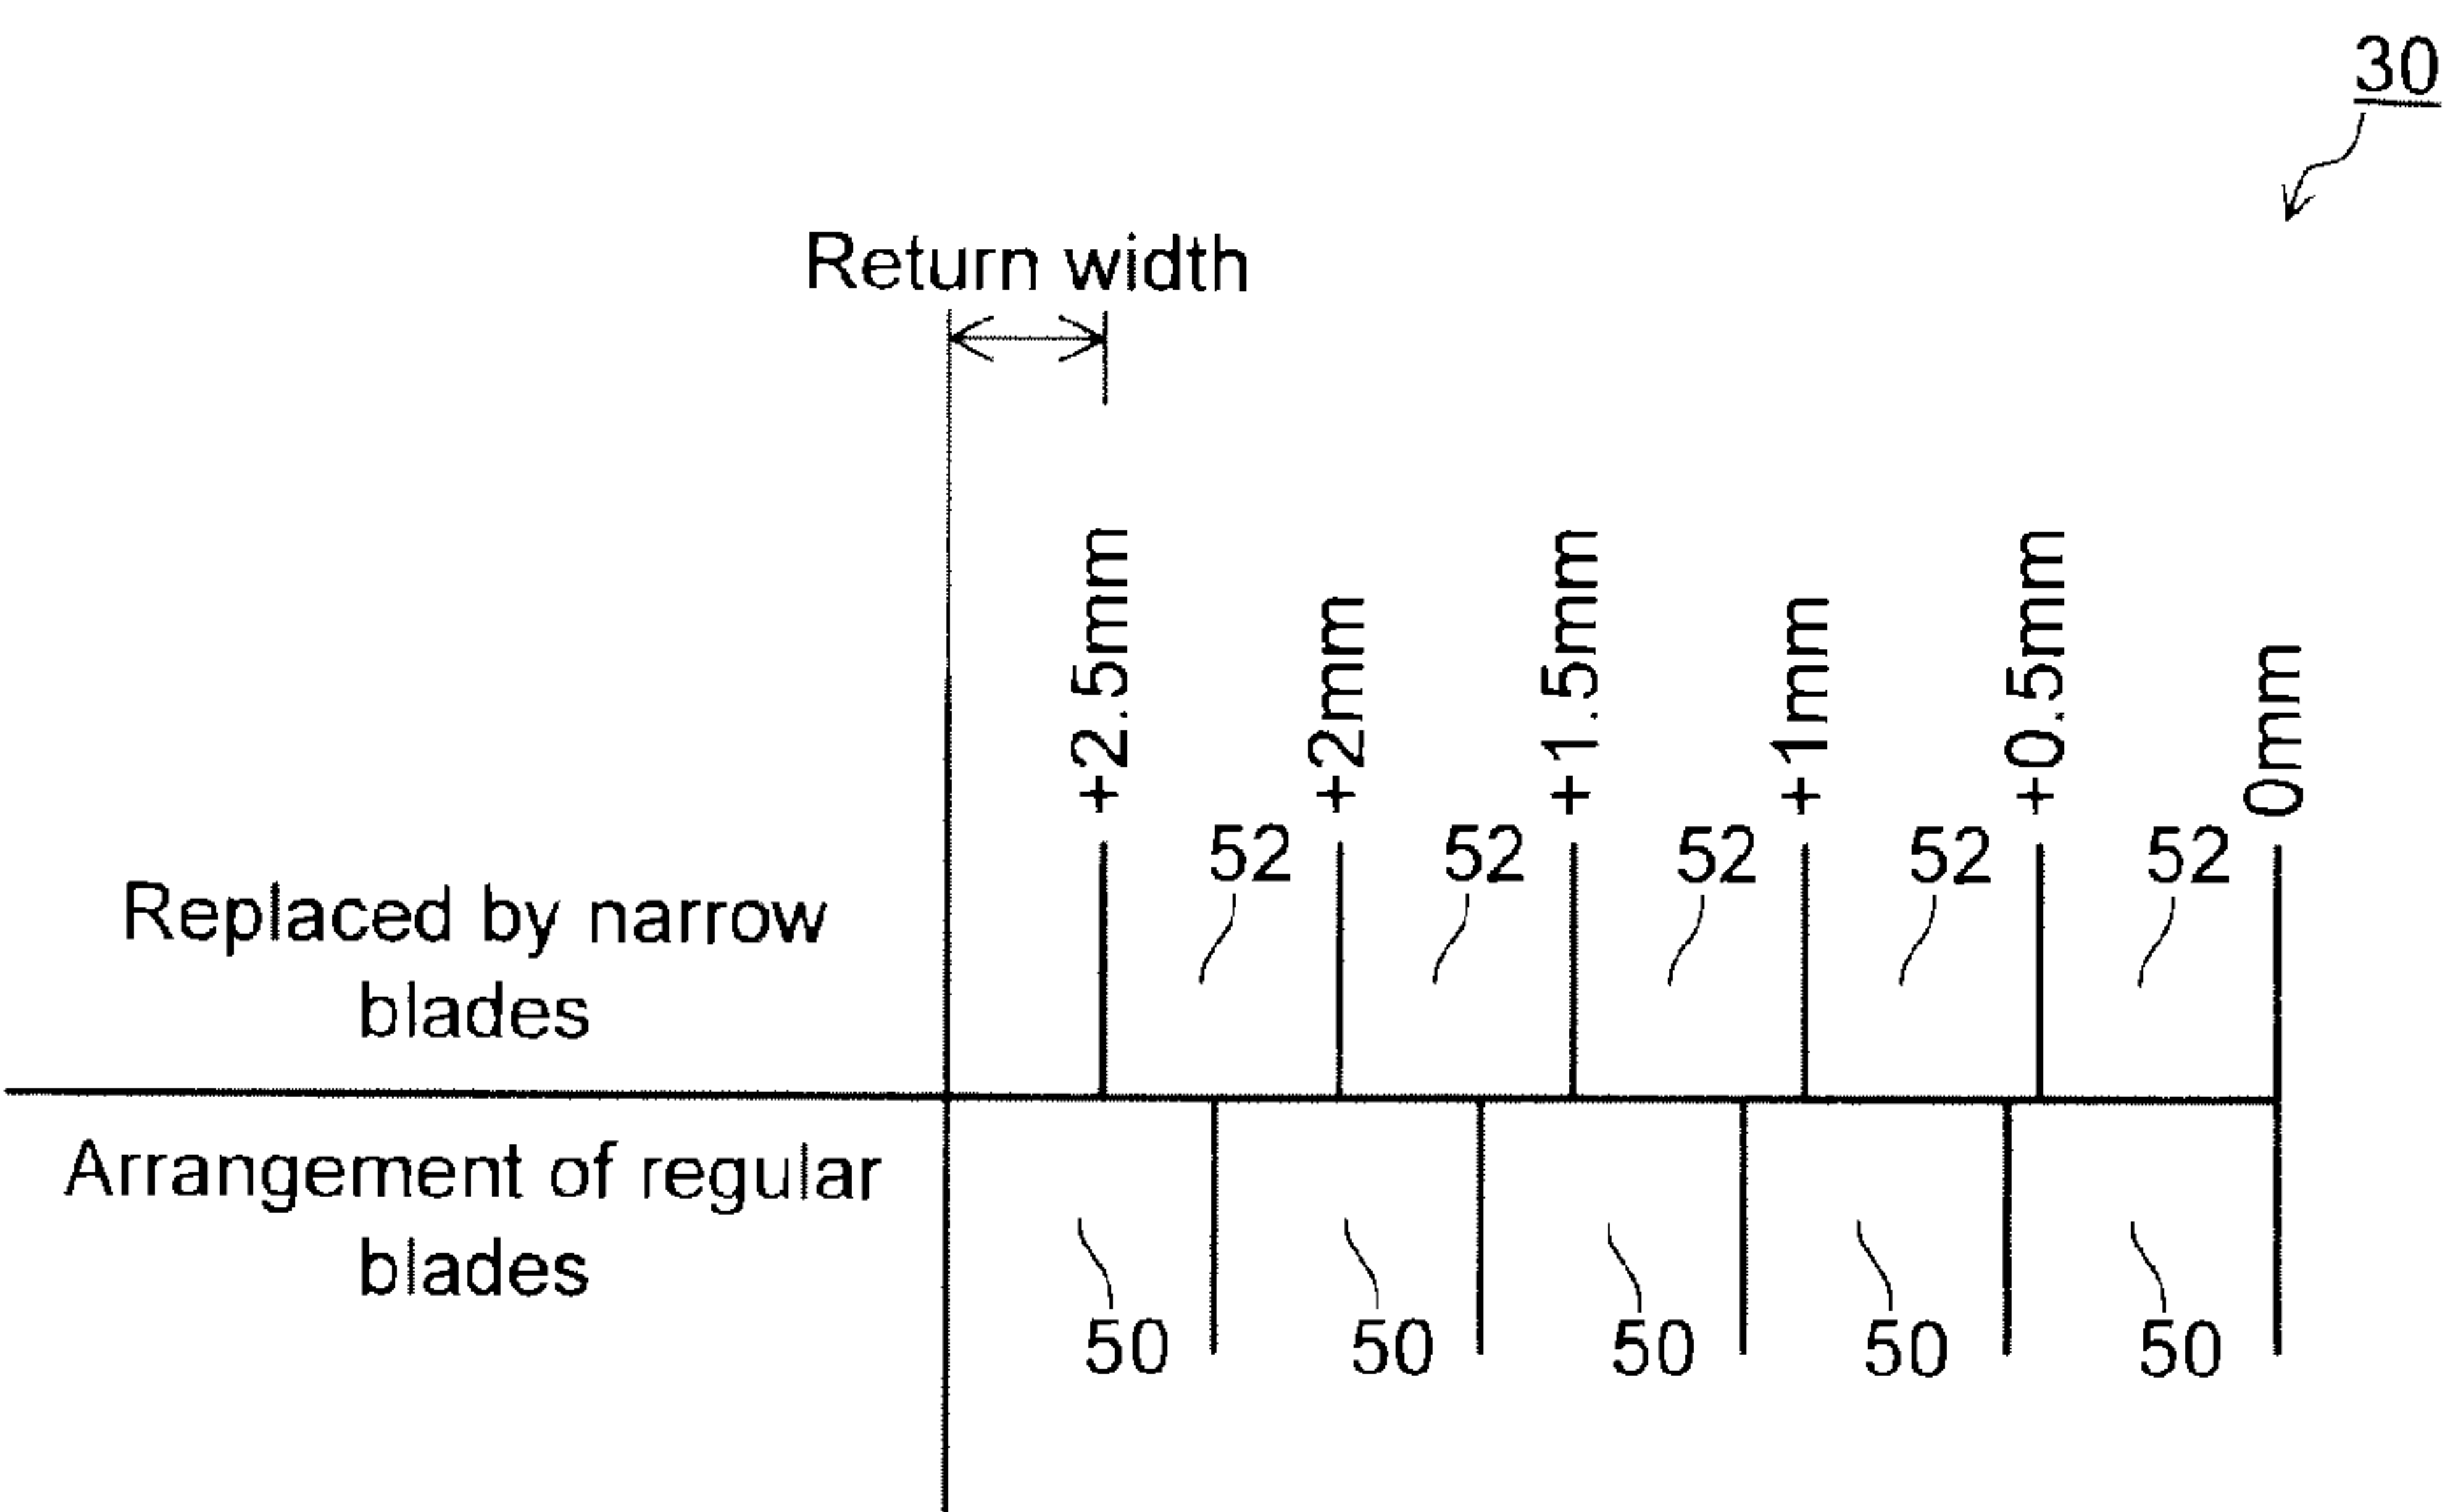 30
Return width
+2.5mm
+2mm
+1.5mm
+1mm
+0.5mm
0mm
52
52
52
52
52
Replaced by narrow
blades
Arrangement of regular
blades
50
50
50
50
50